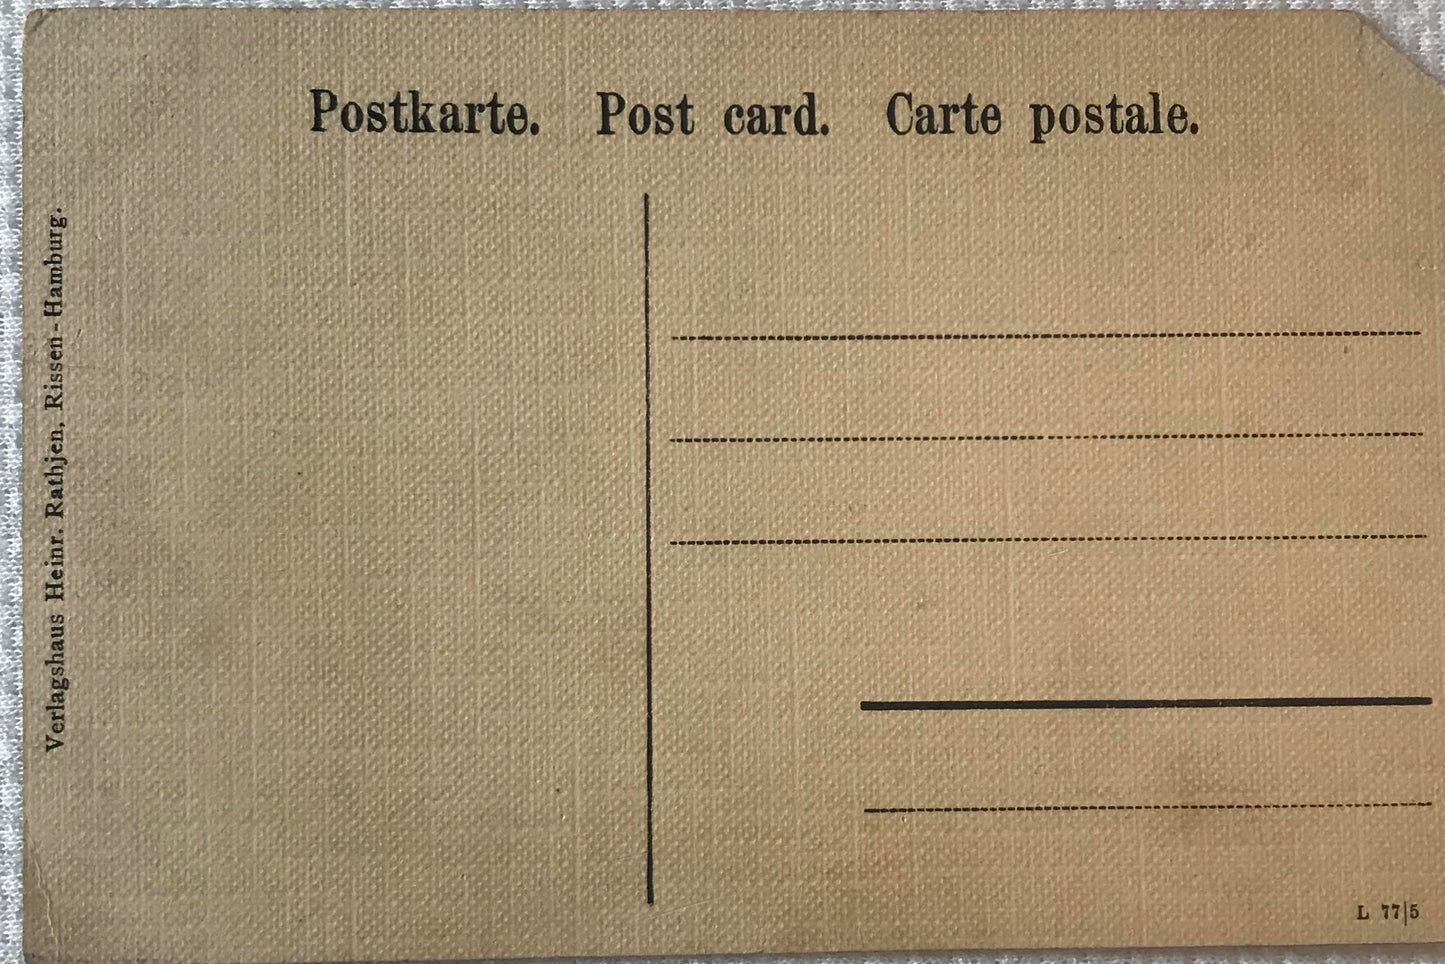 Postkarte. Post card. Carte postale.
Verlagshaus Heinr. Rathjen, Rissen-Hamburg.
L 77|5